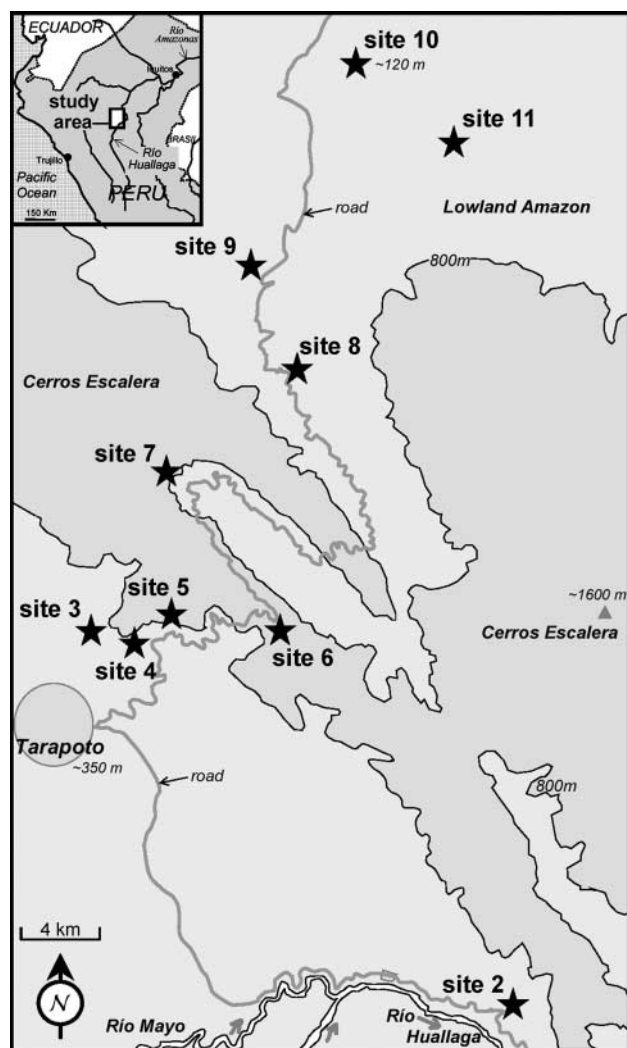 ECUADOR
Río
Amazonas
Iquitos
study
area
BRASIL
Trujillo
Río
Huallaga
Pacific
Ocean
PERU
150 Km
site 10
~120 m
site 11
road
Lowland Amazon
site 9
800m
site 8
Cerros Escalera
site 7
site 5
site 3
~1600 m
site 4
site 6
Cerros Escalera
Tarapoto
~350 m
road
800m
4 km
N
site 2
Río Mayo
Río
Huallaga